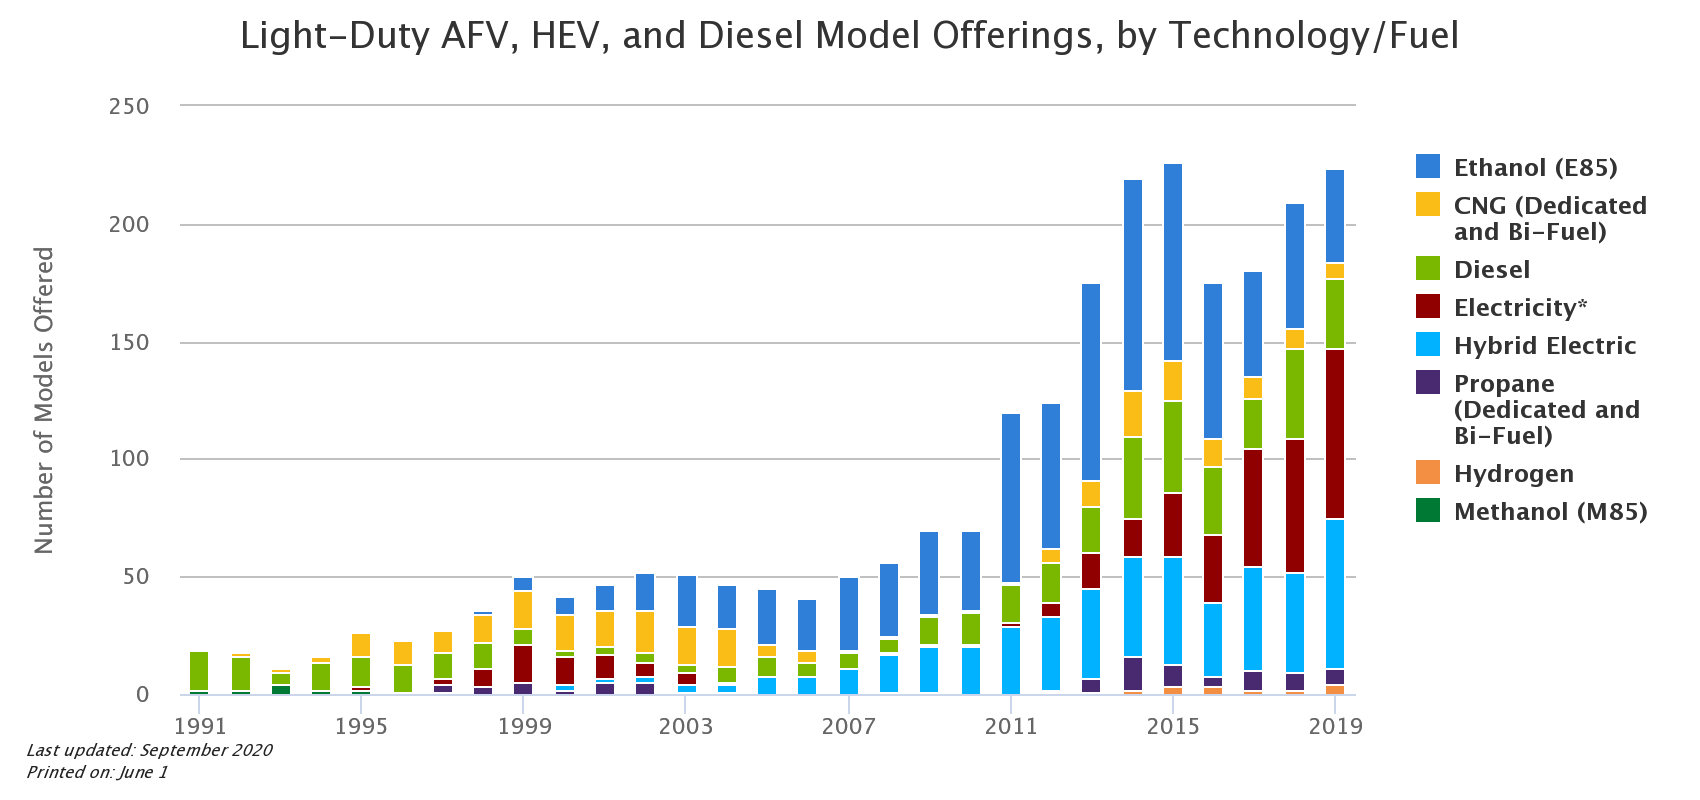 Light-Duty AFV, HEV, and Diesel Model Offerings, by Technology/Fuel
Number of Models Offered
250
200
150
100
50
0
1991 1995 1999 2003 2007 2011 2015 2019
Ethanol (E85)
CNG (Dedicated
and Bi-Fuel)
Diesel
Electricity*
Hybrid Electric
Propane
(Dedicated and
Bi-Fuel)
Hydrogen
Methanol (M85)
Last updated: September 2020
Printed on: June 1